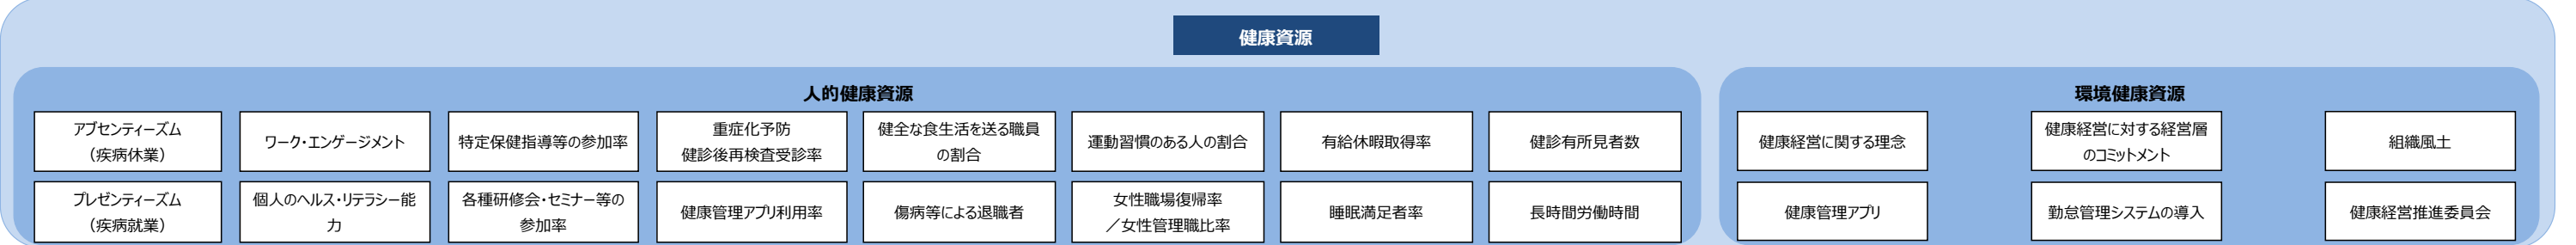 健康資源
人的健康資源
アブセンティーズム
（疾病休業）
ワーク・エンゲージメント
特定保健指導等の参加率
重症化予防
健診後再検査受診率
健全な食生活を送る職員
の割合
運動習慣のある人の割合
有給休暇取得率
健診有所見者数
プレゼンティーズム
（疾病就業）
個人のヘルス・リテラシー能
力
各種研修会・セミナー等の
参加率
健康管理アプリ利用率
傷病等による退職者
女性職場復帰率
／女性管理職比率
睡眠満足者率
長時間労働時間
環境健康資源
健康経営に関する理念
健康経営に対する経営層
のコミットメント
組織風土
健康管理アプリ
勤怠管理システムの導入
健康経営推進委員会